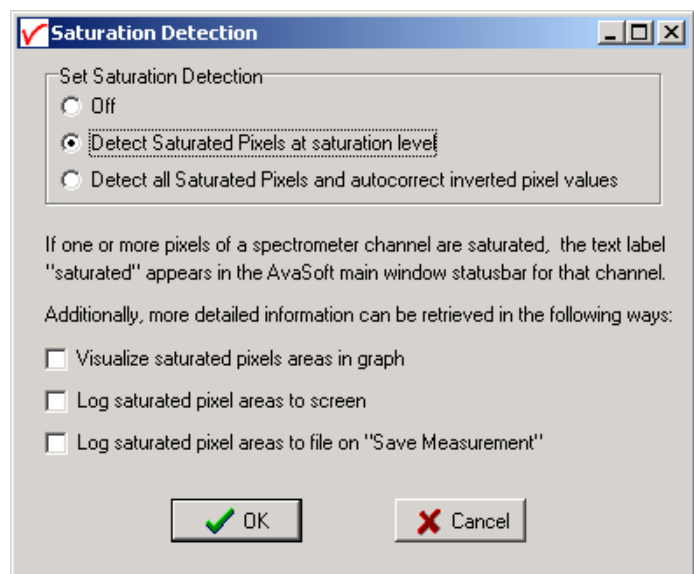 Saturation Detection
Set Saturation Detection
Off
Detect Saturated Pixels at saturation level
Detect all Saturated Pixels and autocorrect inverted pixel values
If one or more pixels of a spectrometer channel are saturated, the text label
"saturated" appears in the AvaSoft main window statusbar for that channel.
Additionally, more detailed information can be retrieved in the following ways:
Visualize saturated pixels areas in graph
Log saturated pixel areas to screen
Log saturated pixel areas to file on "Save Measurement"
OK
Cancel